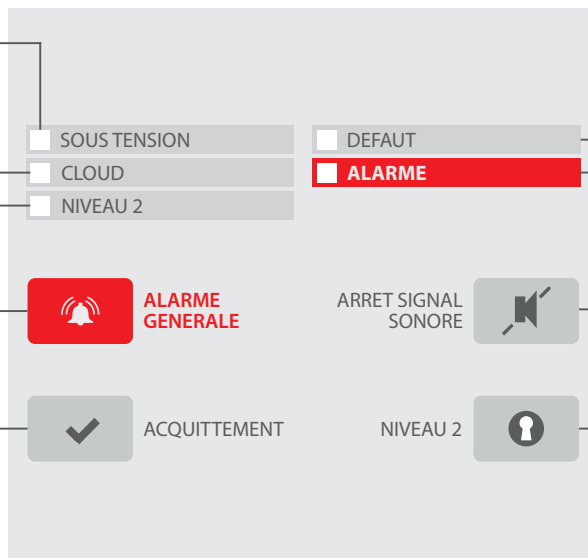 SOUS TENSION
CLOUD
NIVEAU 2
DEFAUT
ALARME
ALARME
GENERALE
ARRET SIGNAL
SONORE
ACQUITTEMENT
NIVEAU 2